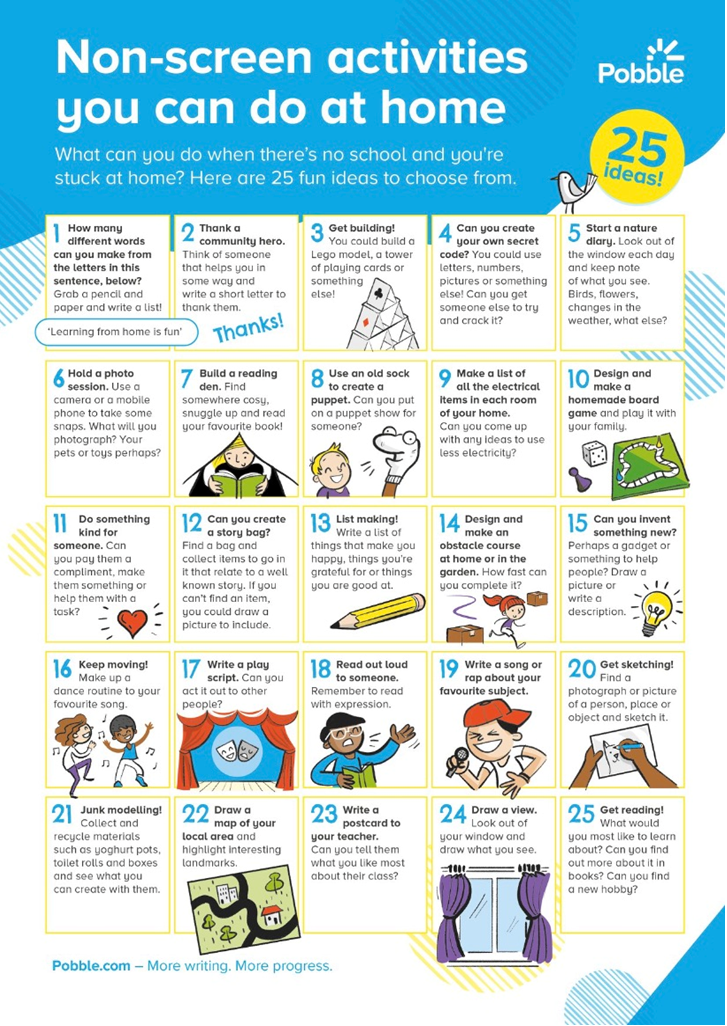 Non-screen activities
you can do at home
Pobble
What can you do when there's no school and you're
stuck at home? Here are 25 fun ideas to choose from.
25
ideas!
1 How many
different words
can you make from
the letters in this
sentence, below?
Grab a pencil and
paper and write a list!
'Learning from home is fun'
2 Thank a
community hero.
Think of someone
that helps you in
some way and
write a short letter to
thank them.
Thanks!
3 Get building!
You could build a
Lego model, a tower
of playing cards or
something
else!
4 Can you create
your own secret
code? You could use
letters, numbers,
pictures or something
else! Can you get
someone else to try
and crack it?
5 Start a nature
diary. Look out of
the window each day
and keep note
of what you see.
Birds, flowers,
changes in the
weather, what else?
6 Hold a photo
session. Use a
camera or a mobile
phone to take some
snaps. What will you
photograph? Your
pets or toys perhaps?
7 Build a reading
den. Find
somewhere cosy,
snuggle up and read
your favourite book!
8 Use an old sock
to create a
puppet. Can you put
on a puppet show for
someone?
9 Make a list of
all the electrical
items in each room
of your home.
Can you come up
with any ideas to use
less electricity?
10 Design and
make a
homemade board
game and play it with
your family.
11 Do something
kind for
someone. Can
you pay them a
compliment, make
them something or
help them with a
task?
12 Can you create
a story bag?
Find a bag and
collect items to go in
it that relate to a well
known story. If you
can't find an item,
you could draw a
picture to include.
13 List making!
Write a list of
things that make you
happy, things you're
grateful for or things
you are good at.
14 Design and
make an
obstacle course
at home or in the
garden. How fast can
you complete it?
15 Can you invent
something new?
Perhaps a gadget or
something to help
people? Draw a
picture or
write a
description.
16 Keep moving!
Make up a
dance routine to your
favourite song.
17 Write a play
script. Can you
act it out to other
people?
18 Read out loud
to someone.
Remember to read
with expression.
19 Write a song or
rap about your
favourite subject.
20 Get sketching!
Find a
photograph or picture
of a person, place or
object and sketch it.
21 Junk modelling!
Collect and
recycle materials
such as yoghurt pots,
toilet rolls and boxes
and see what you
can create with them.
22 Draw a
map of your
local area and
highlight interesting
landmarks.
23 Write a
postcard to
your teacher.
Can you tell them
what you like most
about their class?
24 Draw a view.
Look out of
your window and
draw what you see.
25 Get reading!
What would
you most like to learn
about? Can you find
out more about it in
books? Can you find
a new hobby?
Pobble.com – More writing. More progress.